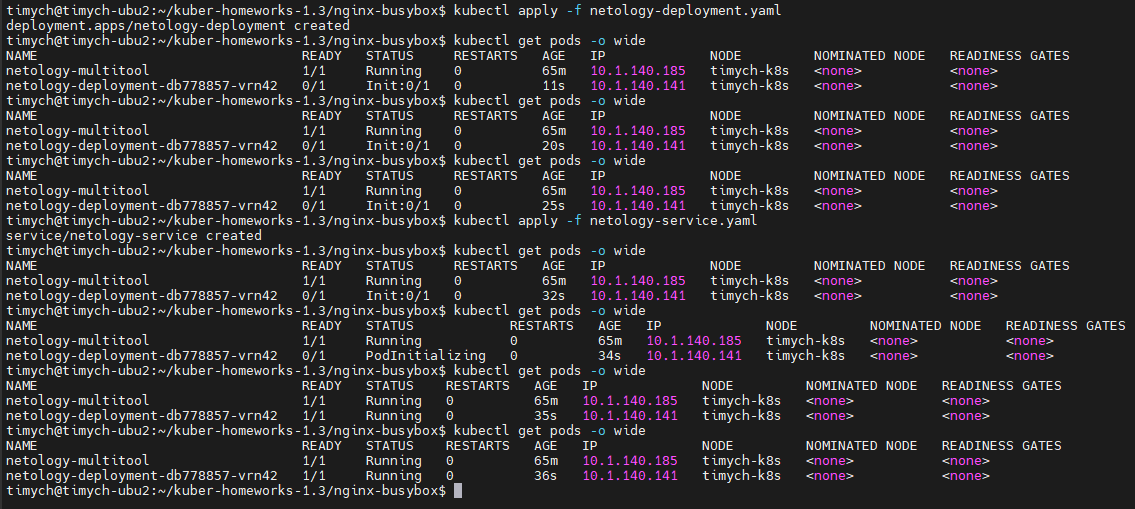 timych@timych-ubu2:~/kuber-homeworks-1.3/nginx-busybox$ kubectl apply -f netology-deployment.yaml
deployment.apps/netology-deployment created
timych@timych-ubu2:~/kuber-homeworks-1.3/nginx-busybox$ kubectl get pods -o wide
NAME READY STATUS RESTARTS AGE IP NODE NOMINATED NODE READINESS GATES
netology-multitool 1/1 Running 0 65m 10.1.140.185 timych-k8s <none> <none>
netology-deployment-db778857-vrn42 0/1 Init:0/1 0 11s 10.1.140.141 timych-k8s <none> <none>
timych@timych-ubu2:~/kuber-homeworks-1.3/nginx-busybox$ kubectl get pods -o wide
NAME READY STATUS RESTARTS AGE IP NODE NOMINATED NODE READINESS GATES
netology-multitool 1/1 Running 0 65m 10.1.140.185 timych-k8s <none> <none>
netology-deployment-db778857-vrn42 0/1 Init:0/1 0 20s 10.1.140.141 timych-k8s <none> <none>
timych@timych-ubu2:~/kuber-homeworks-1.3/nginx-busybox$ kubectl get pods -o wide
NAME READY STATUS RESTARTS AGE IP NODE NOMINATED NODE READINESS GATES
netology-multitool 1/1 Running 0 65m 10.1.140.185 timych-k8s <none> <none>
netology-deployment-db778857-vrn42 0/1 Init:0/1 0 25s 10.1.140.141 timych-k8s <none> <none>
timych@timych-ubu2:~/kuber-homeworks-1.3/nginx-busybox$ kubectl apply -f netology-service.yaml
service/netology-service created
timych@timych-ubu2:~/kuber-homeworks-1.3/nginx-busybox$ kubectl get pods -o wide
NAME READY STATUS RESTARTS AGE IP NODE NOMINATED NODE READINESS GATES
netology-multitool 1/1 Running 0 65m 10.1.140.185 timych-k8s <none> <none>
netology-deployment-db778857-vrn42 0/1 Init:0/1 0 32s 10.1.140.141 timych-k8s <none> <none>
timych@timych-ubu2:~/kuber-homeworks-1.3/nginx-busybox$ kubectl get pods -o wide
NAME READY STATUS RESTARTS AGE IP NODE NOMINATED NODE READINESS GATES
netology-multitool 1/1 Running 0 65m 10.1.140.185 timych-k8s <none> <none>
netology-deployment-db778857-vrn42 0/1 PodInitializing 0 34s 10.1.140.141 timych-k8s <none> <none>
timych@timych-ubu2:~/kuber-homeworks-1.3/nginx-busybox$ kubectl get pods -o wide
NAME READY STATUS RESTARTS AGE IP NODE NOMINATED NODE READINESS GATES
netology-multitool 1/1 Running 0 65m 10.1.140.185 timych-k8s <none> <none>
netology-deployment-db778857-vrn42 1/1 Running 0 35s 10.1.140.141 timych-k8s <none> <none>
timych@timych-ubu2:~/kuber-homeworks-1.3/nginx-busybox$ kubectl get pods -o wide
NAME READY STATUS RESTARTS AGE IP NODE NOMINATED NODE READINESS GATES
netology-multitool 1/1 Running 0 65m 10.1.140.185 timych-k8s <none> <none>
netology-deployment-db778857-vrn42 1/1 Running 0 36s 10.1.140.141 timych-k8s <none> <none>
timych@timych-ubu2:~/kuber-homeworks-1.3/nginx-busybox$